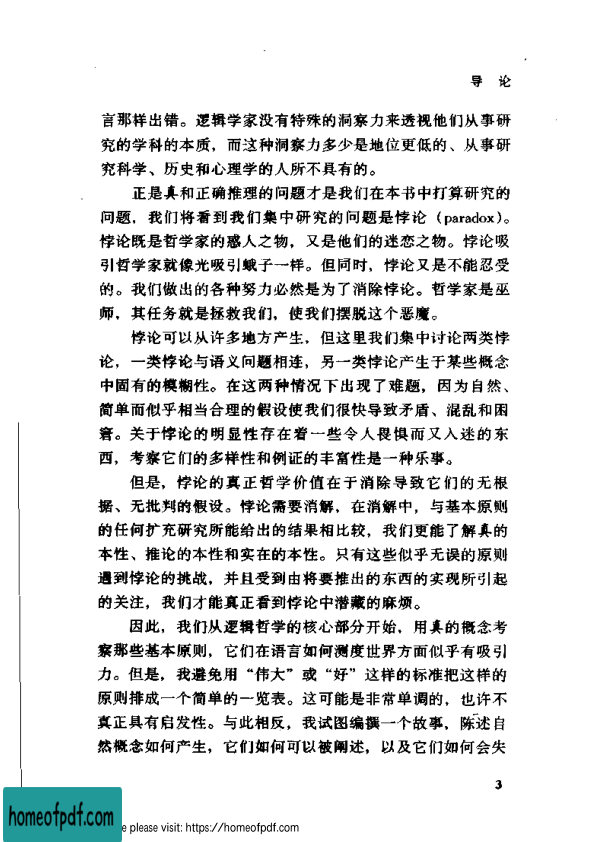 导 论
言那样出错。逻辑学家没有特殊的洞察力来透视他们从事研
究的学科的本质，而这种洞察力多少是地位更低的、从事研
究科学、历史和心理学的人所不具有的。
正是真和正确推理的问题才是我们在本书中打算研究的
问题，我们将看到我们集中研究的问题是悖论（paradox）。
悖论既是哲学家的惑人之物，又是他们的迷恋之物。悖论吸
引哲学家就像光吸引蛾子一样。但同时，悖论又是不能忍受
的。我们做出的各种努力必然是为了消除悖论。哲学家是巫
师，其任务就是拯救我们，使我们摆脱这个恶魔。
悖论可以从许多地方产生，但这里我们集中讨论两类悖
论，一类悖论与语义问题相连，另一类悖论产生于某些概念
中固有的模糊性。在这两种情况下出现了难题，因为自然、
简单而似乎相当合理的假设使我们很快导致矛盾、混乱和困
窘。关于悖论的明显性存在着一些令人畏惧而又入迷的东
西，考察它们的多样性和例证的丰富性是一种乐事。
但是，悖论的真正哲学价值在于消除导致它们的无根
据、无批判的假设。悖论需要消解，在消解中，与基本原则
的任何扩充研究所能给出的结果相比较，我们更能了解真的
本性、推论的本性和实在的本性。只有这些似乎无误的原则
遇到悖论的挑战，并且受到由将要推出的东西的实现所引起
的关注，我们才能真正看到悖论中潜藏的麻烦。
因此，我们从逻辑哲学的核心部分开始，用真的概念考
察那些基本原则，它们在语言如何测度世界方面似乎有吸引
力。但是，我避免用“伟大”或“好”这样的标准把这样的
原则排成一个简单的一览表。这可能是非常单调的，也许不
真正具有启发性。与此相反，我试图编撰一个故事，陈述自
然概念如何产生，它们如何可以被阐述，以及它们如何会失
3
homeofpdf.com
e please visit: https://homeofpdf.com